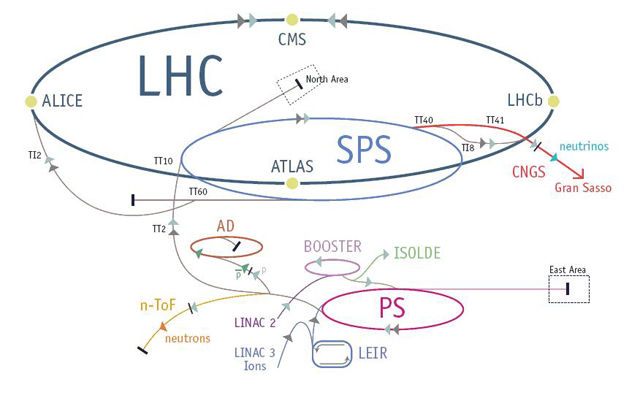 CMS
LHC
North Area
ALICE
LHCb
TT40
TT41
SPS
TI2
TT10
TI8
neutrinos
ATLAS
CNGS
Gran Sasso
TT60
AD
TT2
BOOSTER
ISOLDE
p
p
East Area
n-ToF
PS
LINAC 2
neutrons
LINAC 3
Ions
LEIR